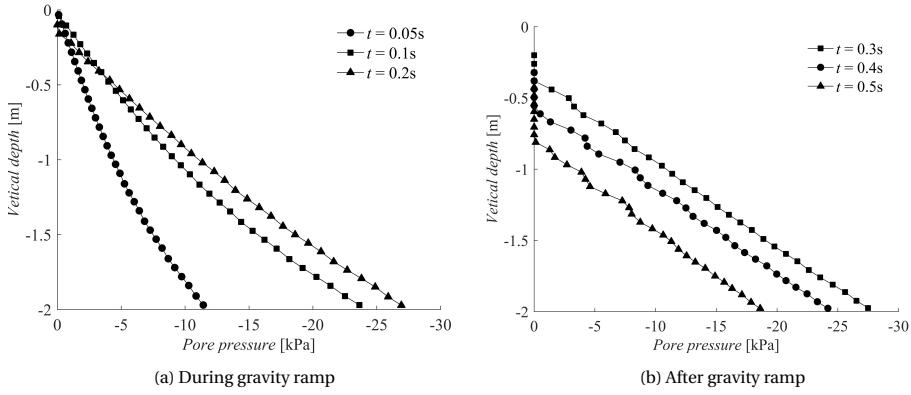 0
-0.5
-1
-1.5
-2
Vetical depth [m]
0 -5 -10 -15 -20 -25 -30
Pore pressure [kPa]
t = 0.05s
t = 0.1s
t = 0.2s
(a) During gravity ramp
0
-0.5
-1
-1.5
-2
Vetical depth [m]
0 -5 -10 -15 -20 -25 -30
Pore pressure [kPa]
t = 0.3s
t = 0.4s
t = 0.5s
(b) After gravity ramp